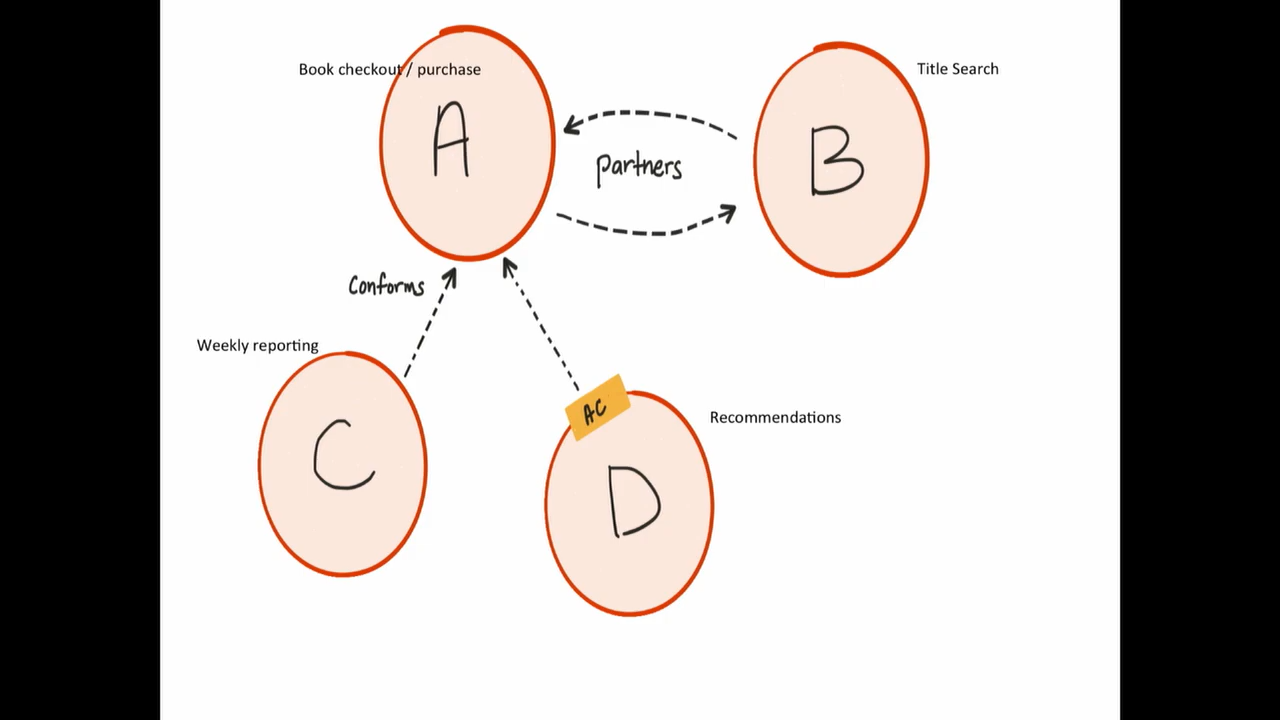 Book checkout / purchase
Title Search
A
B
partners
Conforms
Weekly reporting
AC
Recommendations
C
D